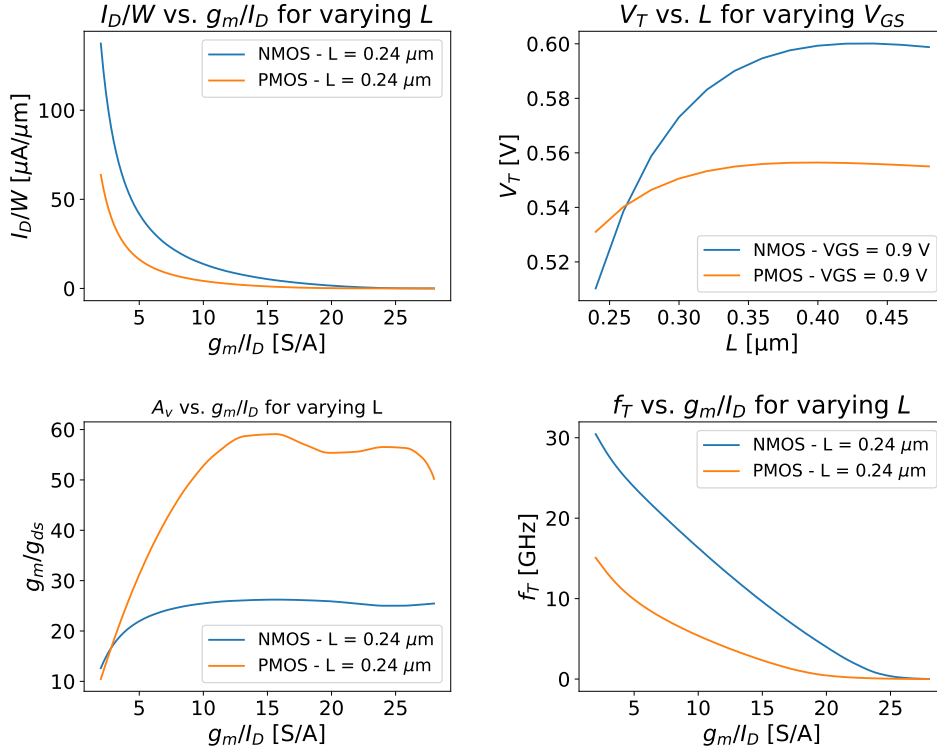 I_D/W vs. g_m/I_D for varying L
NMOS - L = 0.24 μm
PMOS - L = 0.24 μm
I_D/W [μA/μm]
100
50
0
5 10 15 20 25
g_m/I_D [S/A]
V_T vs. L for varying V_GS
V_T [V]
0.60
0.58
0.56
0.54
0.52
NMOS - VGS = 0.9 V
PMOS - VGS = 0.9 V
0.25 0.30 0.35 0.40 0.45
L [μm]
A_v vs. g_m/I_D for varying L
g_m/g_ds
60
50
40
30
20
10
NMOS - L = 0.24 μm
PMOS - L = 0.24 μm
5 10 15 20 25
g_m/I_D [S/A]
f_T vs. g_m/I_D for varying L
NMOS - L = 0.24 μm
PMOS - L = 0.24 μm
f_T [GHz]
30
20
10
0
5 10 15 20 25
g_m/I_D [S/A]